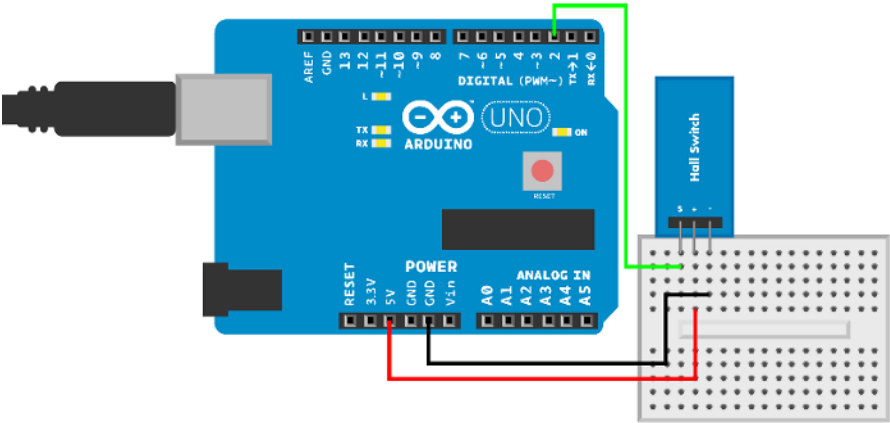 AREF GND 13 12 ~11 ~10 ~9 8 7 ~6 ~5 4 ~3 2 TX→1 RX←0
DIGITAL (PWM~)
L
TX
RX
ARDUINO
UNO
ON
RESET
Hall Switch
S + -
POWER
ANALOG IN
RESET 3.3V 5V GND GND Vin A0 A1 A2 A3 A4 A5